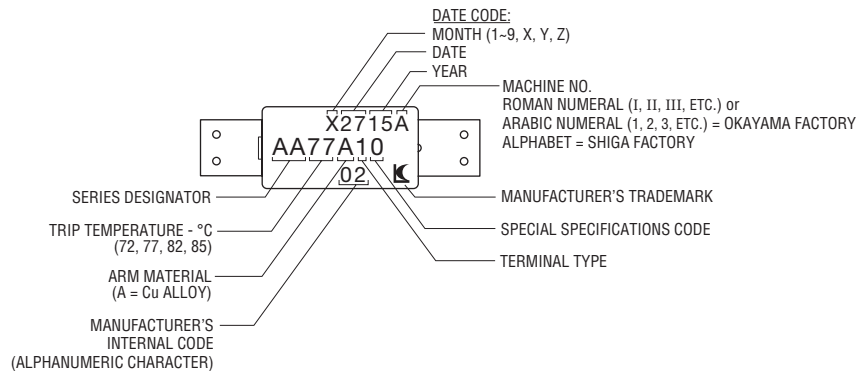 DATE CODE:
MONTH (1~9, X, Y, Z)
DATE
YEAR
MACHINE NO.
ROMAN NUMERAL (I, II, III, ETC.) or
ARABIC NUMERAL (1, 2, 3, ETC.) = OKAYAMA FACTORY
ALPHABET = SHIGA FACTORY
X2715A
AA77A10
02
SERIES DESIGNATOR
MANUFACTURER'S TRADEMARK
TRIP TEMPERATURE - °C
(72, 77, 82, 85)
SPECIAL SPECIFICATIONS CODE
TERMINAL TYPE
ARM MATERIAL
(A = Cu ALLOY)
MANUFACTURER'S
INTERNAL CODE
(ALPHANUMERIC CHARACTER)